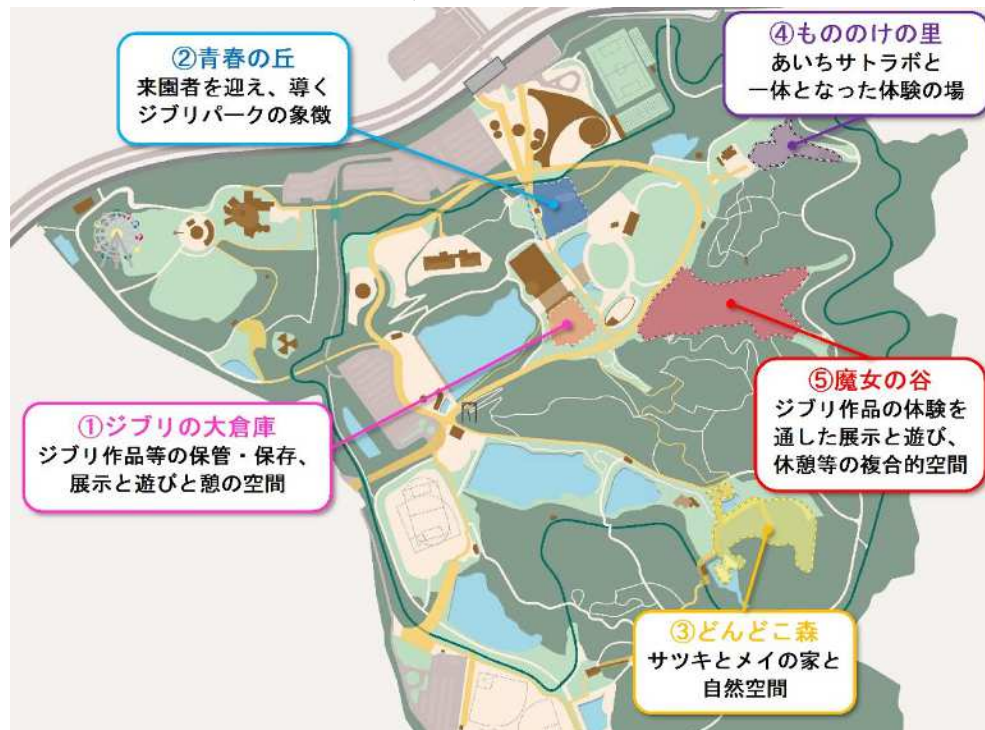 ②青春の丘
来園者を迎え、導く
ジブリパークの象徴
④もののけの里
あいちサトラボと
一体となった体験の場
①ジブリの大倉庫
ジブリ作品等の保管・保存、
展示と遊びと憩の空間
⑤魔女の谷
ジブリ作品の体験を
通した展示と遊び、
休憩等の複合的空間
③どんどこ森
サツキとメイの家と
自然空間